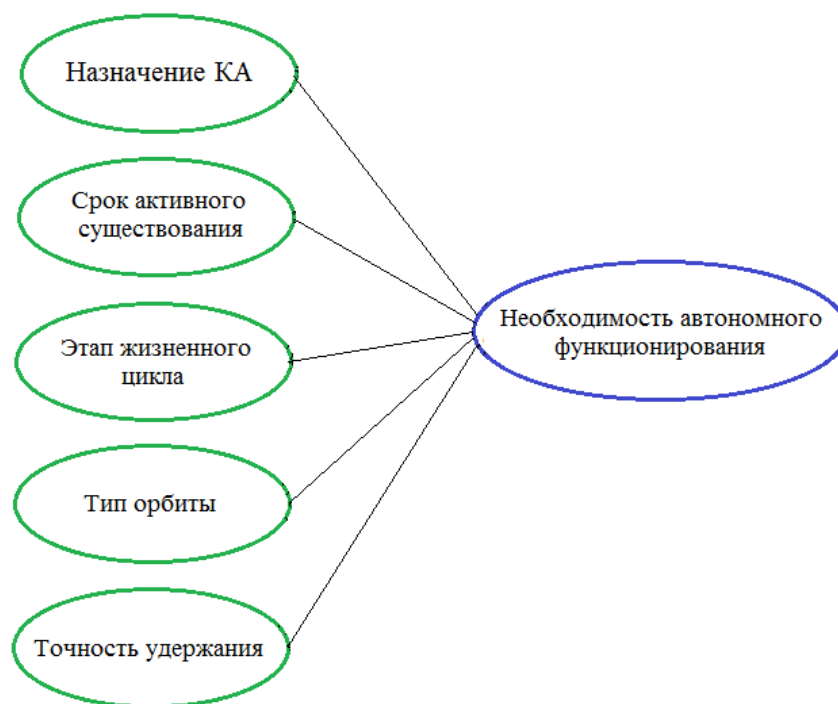 Назначение КА
Срок активного
существования
Этап жизненного
цикла
Тип орбиты
Точность удержания
Необходимость автономного
функционирования